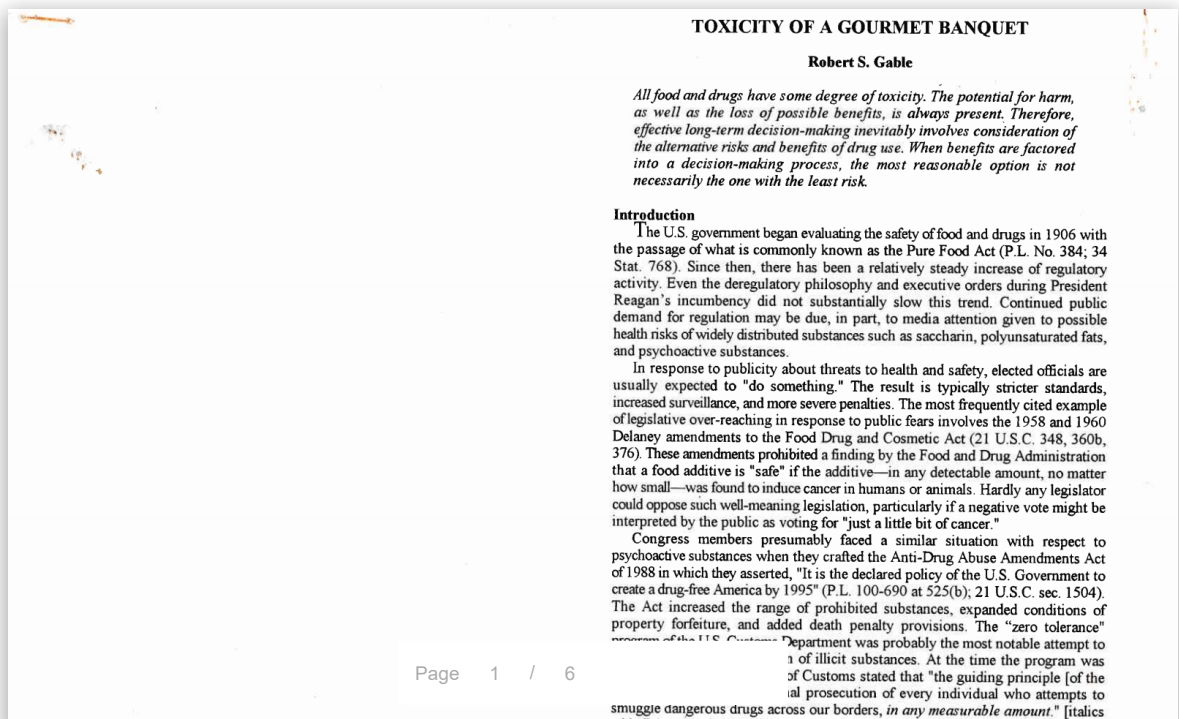 TOXICITY OF A GOURMET BANQUET
Robert S. Gable
All food and drugs have some degree of toxicity. The potential for harm,
as well as the loss of possible benefits, is always present. Therefore,
effective long-term decision-making inevitably involves consideration of
the alternative risks and benefits of drug use. When benefits are factored
into a decision-making process, the most reasonable option is not
necessarily the one with the least risk.
Introduction
The U.S. government began evaluating the safety of food and drugs in 1906 with
the passage of what is commonly known as the Pure Food Act (P.L. No. 384; 34
Stat. 768). Since then, there has been a relatively steady increase of regulatory
activity. Even the deregulatory philosophy and executive orders during President
Reagan's incumbency did not substantially slow this trend. Continued public
demand for regulation may be due, in part, to media attention given to possible
health risks of widely distributed substances such as saccharin, polyunsaturated fats,
and psychoactive substances.
In response to publicity about threats to health and safety, elected officials are
usually expected to "do something." The result is typically stricter standards,
increased surveillance, and more severe penalties. The most frequently cited example
of legislative over-reaching in response to public fears involves the 1958 and 1960
Delaney amendments to the Food Drug and Cosmetic Act (21 U.S.C. 348, 360b,
376). These amendments prohibited a finding by the Food and Drug Administration
that a food additive is "safe" if the additive—in any detectable amount, no matter
how small—was found to induce cancer in humans or animals. Hardly any legislator
could oppose such well-meaning legislation, particularly if a negative vote might be
interpreted by the public as voting for "just a little bit of cancer."
Congress members presumably faced a similar situation with respect to
psychoactive substances when they crafted the Anti-Drug Abuse Amendments Act
of 1988 in which they asserted, "It is the declared policy of the U.S. Government to
create a drug-free America by 1995" (P.L. 100-690 at 525(b); 21 U.S.C. sec. 1504).
The Act increased the range of prohibited substances, expanded conditions of
property forfeiture, and added death penalty provisions. The "zero tolerance"
program of the U.S. Customs Department was probably the most notable attempt to
of illicit substances. At the time the program was
of Customs stated that "the guiding principle [of the
prosecution of every individual who attempts to
smuggle dangerous drugs across our borders, in any measurable amount." [italics
Page 1 / 6